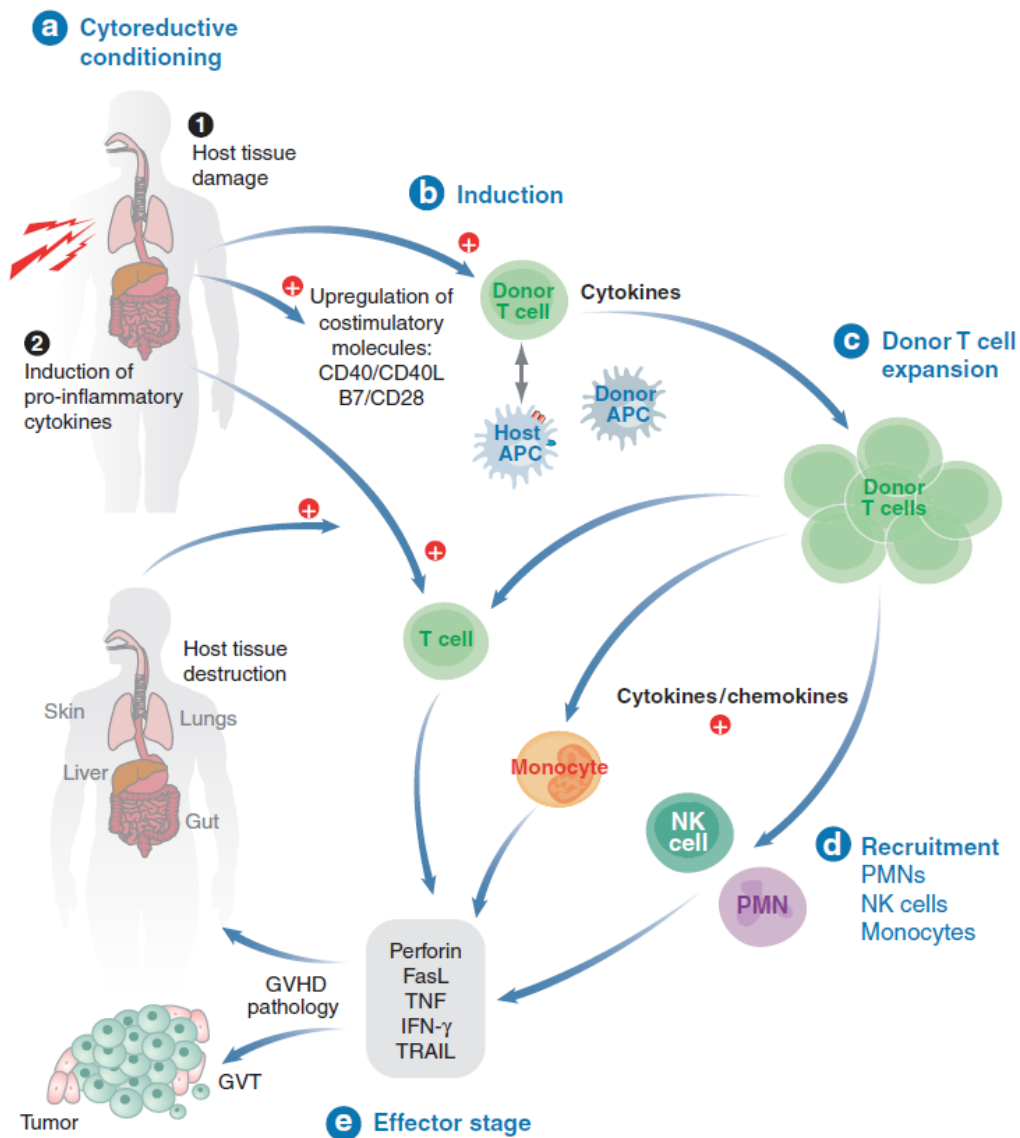 a Cytoreductive
conditioning
1
Host tissue
damage
2
Induction of
pro-inflammatory
cytokines
b Induction
+
+
Upregulation of
costimulatory
molecules:
CD40/CD40L
B7/CD28
Donor
T cell
Cytokines
Host
APC
Donor
APC
c Donor T cell
expansion
Donor
T cells
+
+
T cell
Host tissue
destruction
Skin
Lungs
Liver
Gut
Cytokines/chemokines
+
Monocyte
NK
cell
PMN
d Recruitment
PMNs
NK cells
Monocytes
Perforin
FasL
TNF
IFN-γ
TRAIL
GVHD
pathology
GVT
Tumor
e Effector stage